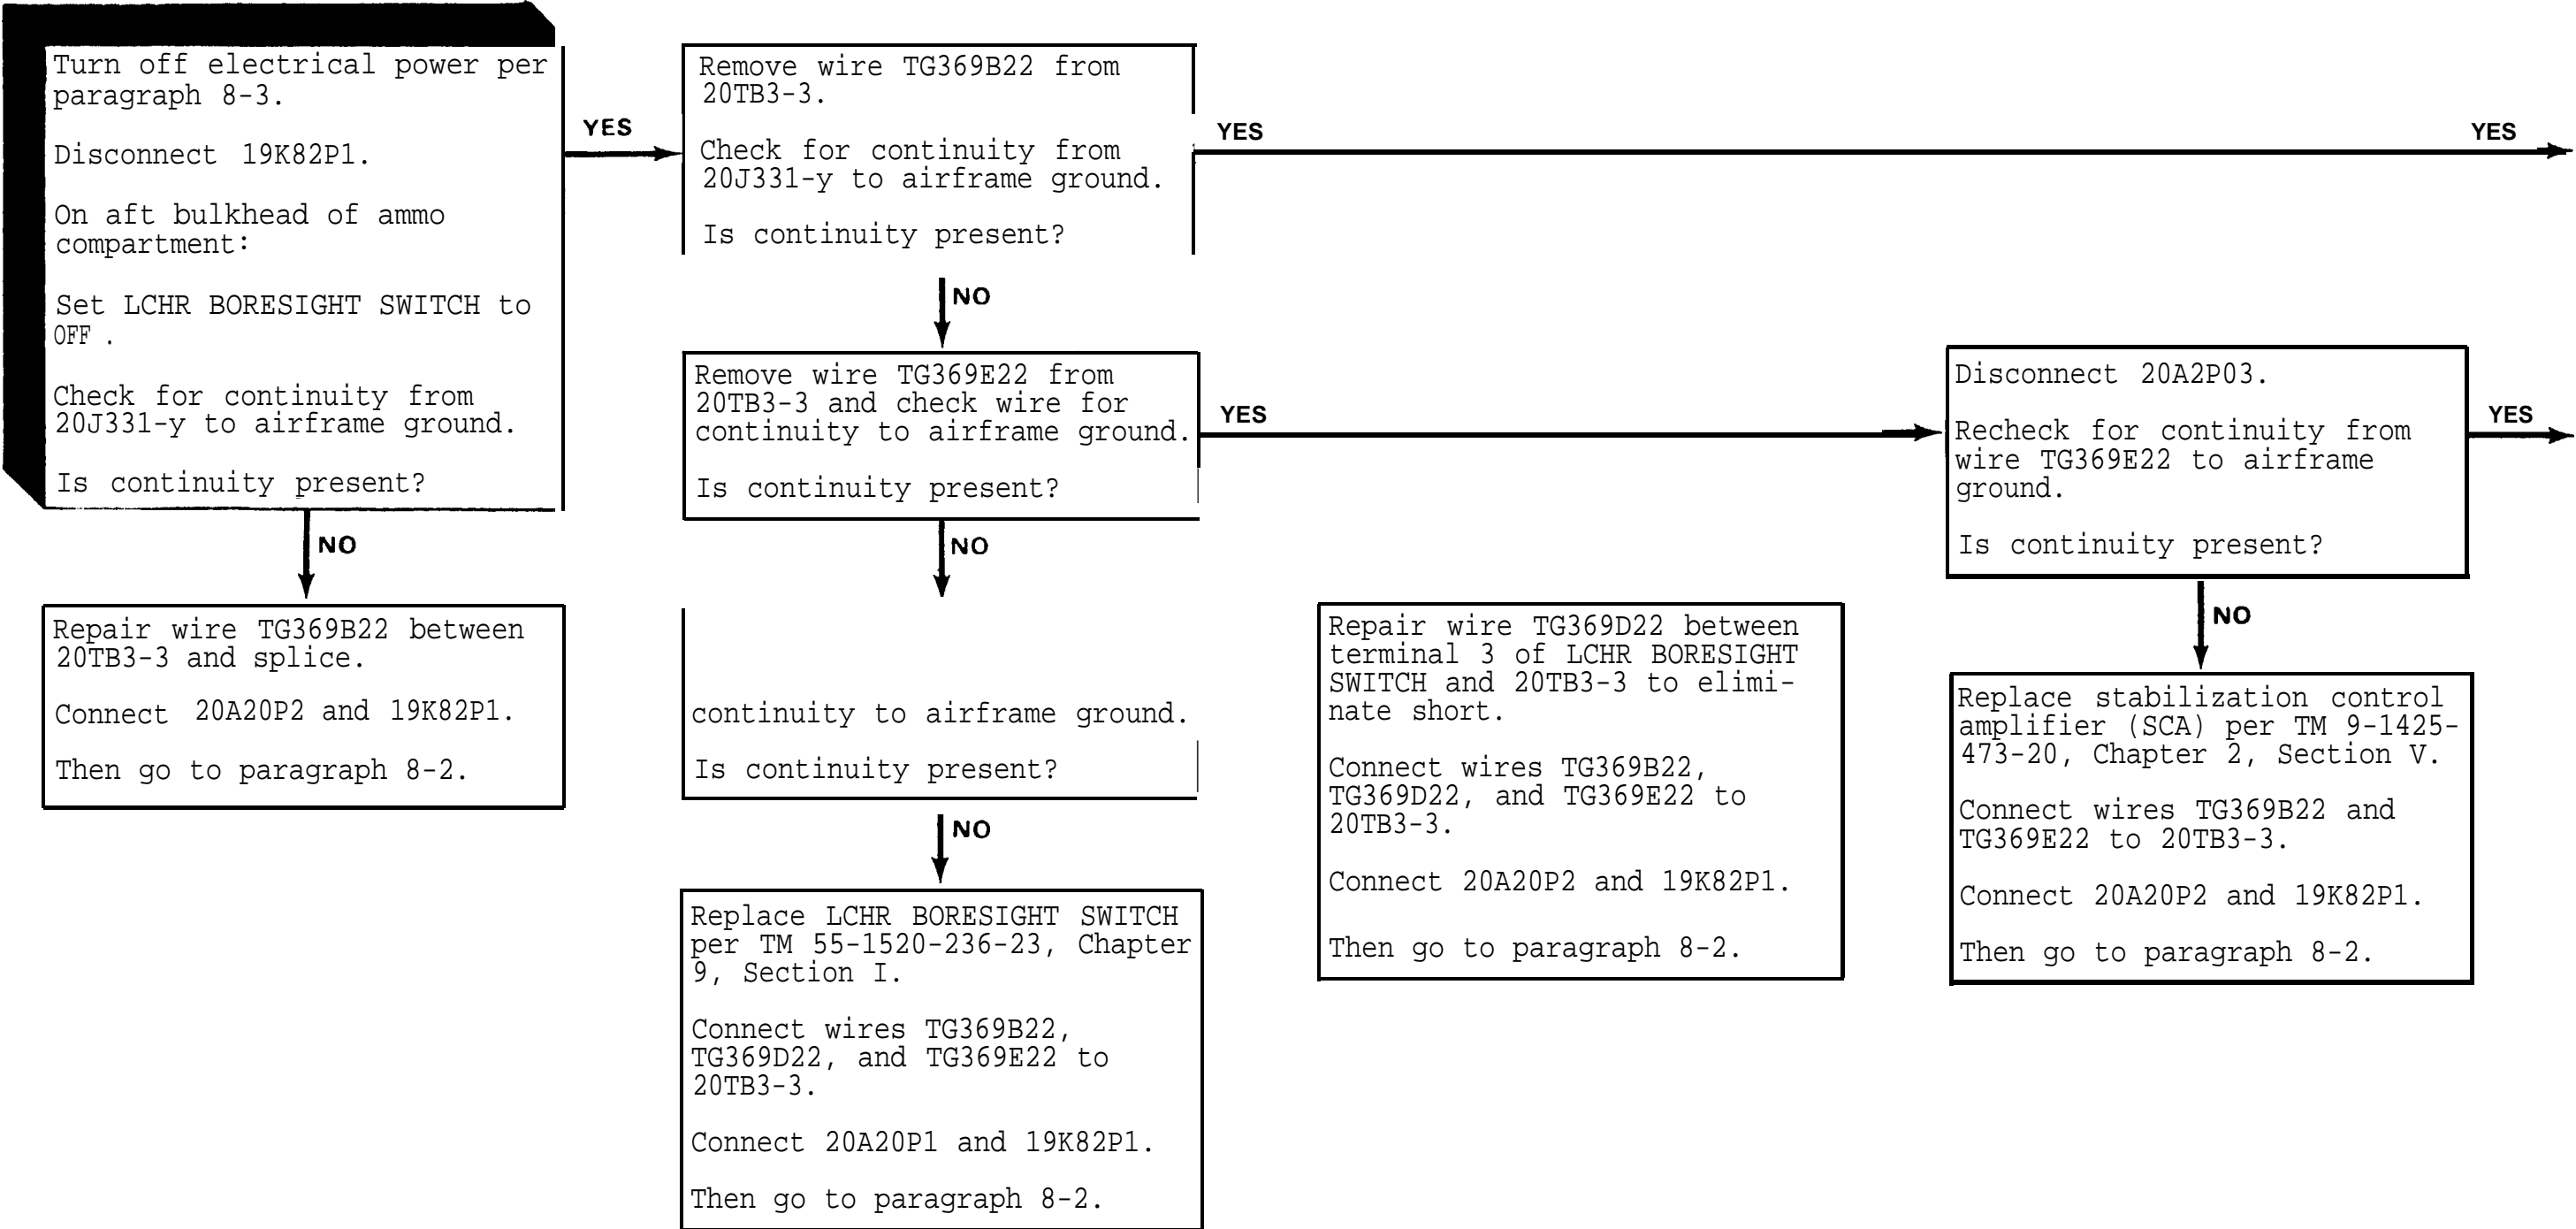 Turn off electrical power per
paragraph 8-3.
Disconnect 19K82P1.
On aft bulkhead of ammo
compartment:
Set LCHR BORESIGHT SWITCH to
OFF .
Check for continuity from
20J331-y to airframe ground.
Is continuity present?
YES
NO
Repair wire TG369B22 between
20TB3-3 and splice.
Connect 20A20P2 and 19K82P1.
Then go to paragraph 8-2.
Remove wire TG369B22 from
20TB3-3.
Check for continuity from
20J331-y to airframe ground.
Is continuity present?
YES
YES
NO
Remove wire TG369E22 from
20TB3-3 and check wire for
continuity to airframe ground.
Is continuity present?
YES
NO
continuity to airframe ground.
Is continuity present?
NO
Replace LCHR BORESIGHT SWITCH
per TM 55-1520-236-23, Chapter
9, Section I.
Connect wires TG369B22,
TG369D22, and TG369E22 to
20TB3-3.
Connect 20A20P1 and 19K82P1.
Then go to paragraph 8-2.
Repair wire TG369D22 between
terminal 3 of LCHR BORESIGHT
SWITCH and 20TB3-3 to elimi-
nate short.
Connect wires TG369B22,
TG369D22, and TG369E22 to
20TB3-3.
Connect 20A20P2 and 19K82P1.
Then go to paragraph 8-2.
Disconnect 20A2P03.
Recheck for continuity from
wire TG369E22 to airframe
ground.
Is continuity present?
YES
NO
Replace stabilization control
amplifier (SCA) per TM 9-1425-
473-20, Chapter 2, Section V.
Connect wires TG369B22 and
TG369E22 to 20TB3-3.
Connect 20A20P2 and 19K82P1.
Then go to paragraph 8-2.